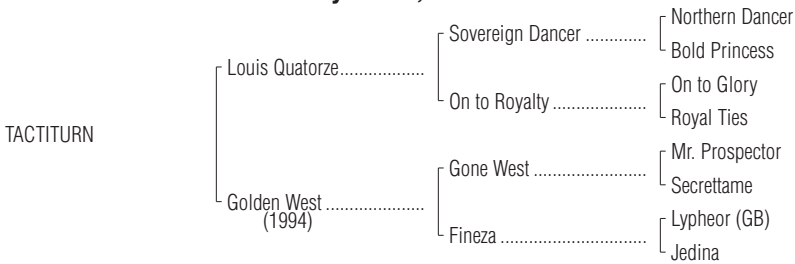 Northern Dancer
Sovereign Dancer .............
Bold Princess
Louis Quatorze..................
On to Glory
On to Royalty ....................
Royal Ties
TACTITURN
Mr. Prospector
Gone West ........................
Secrettame
Golden West .....................
(1994)
Lypheor (GB)
Fineza ...............................
Jedina